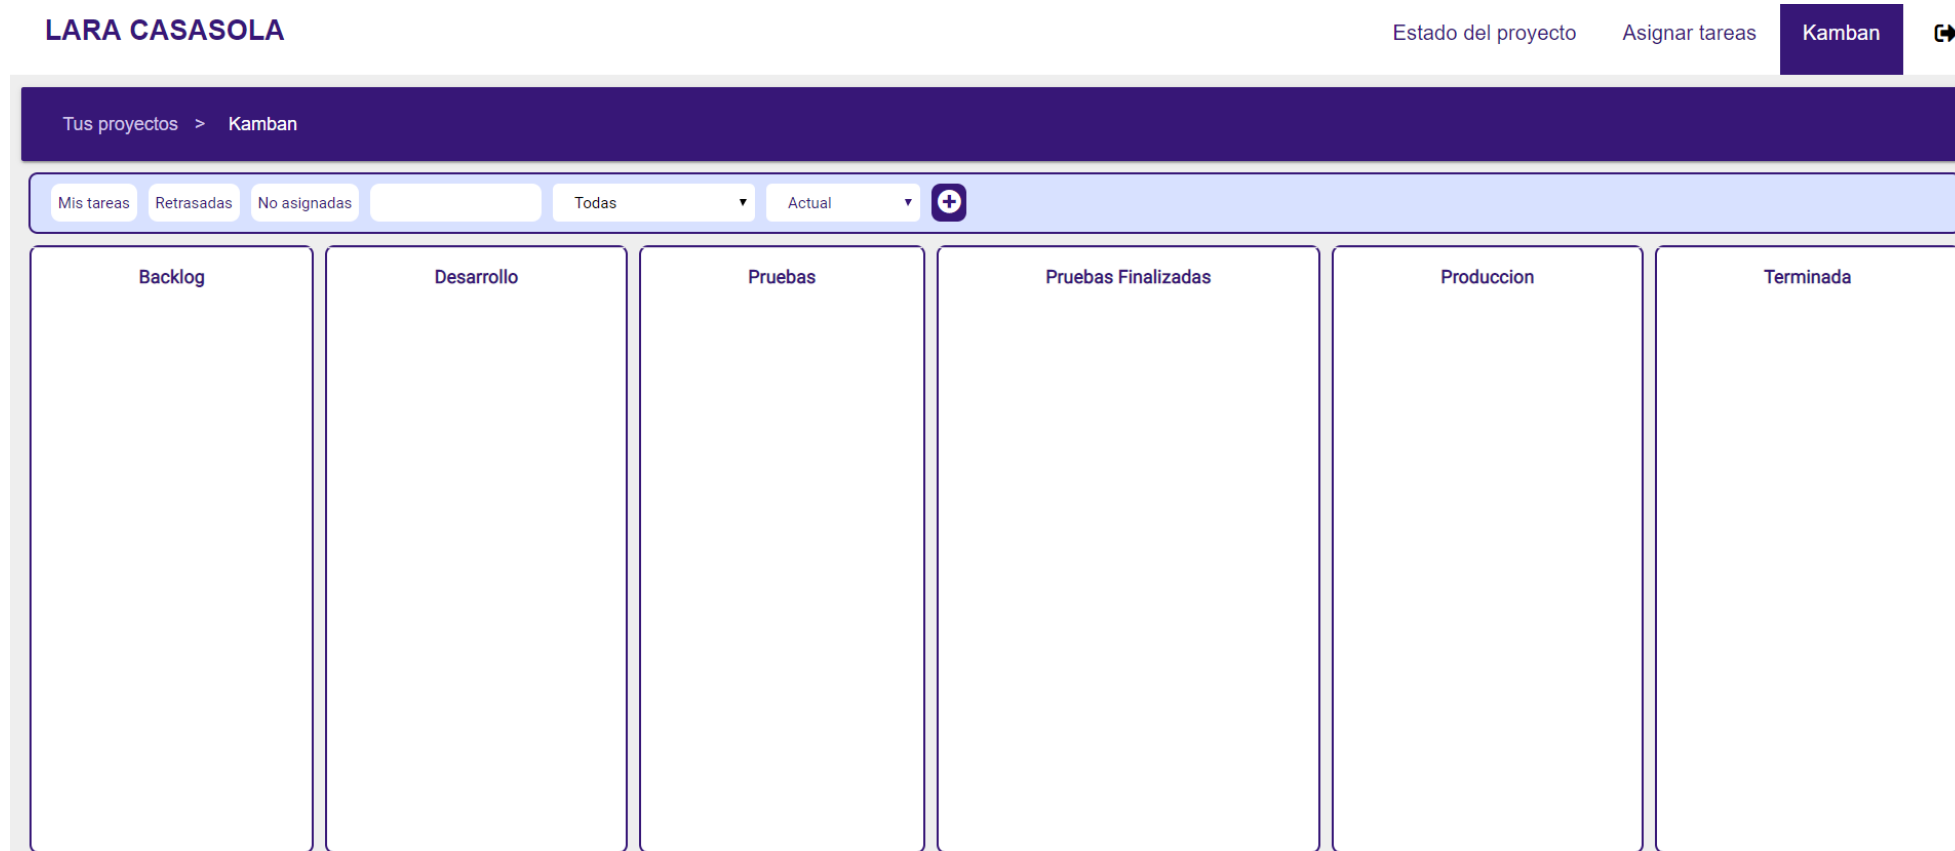 LARA CASASOLA
Estado del proyecto Asignar tareas Kamban
Tus proyectos > Kamban
Mis tareas Retrasadas No asignadas Todas Actual
Backlog Desarrollo Pruebas Pruebas Finalizadas Produccion Terminada